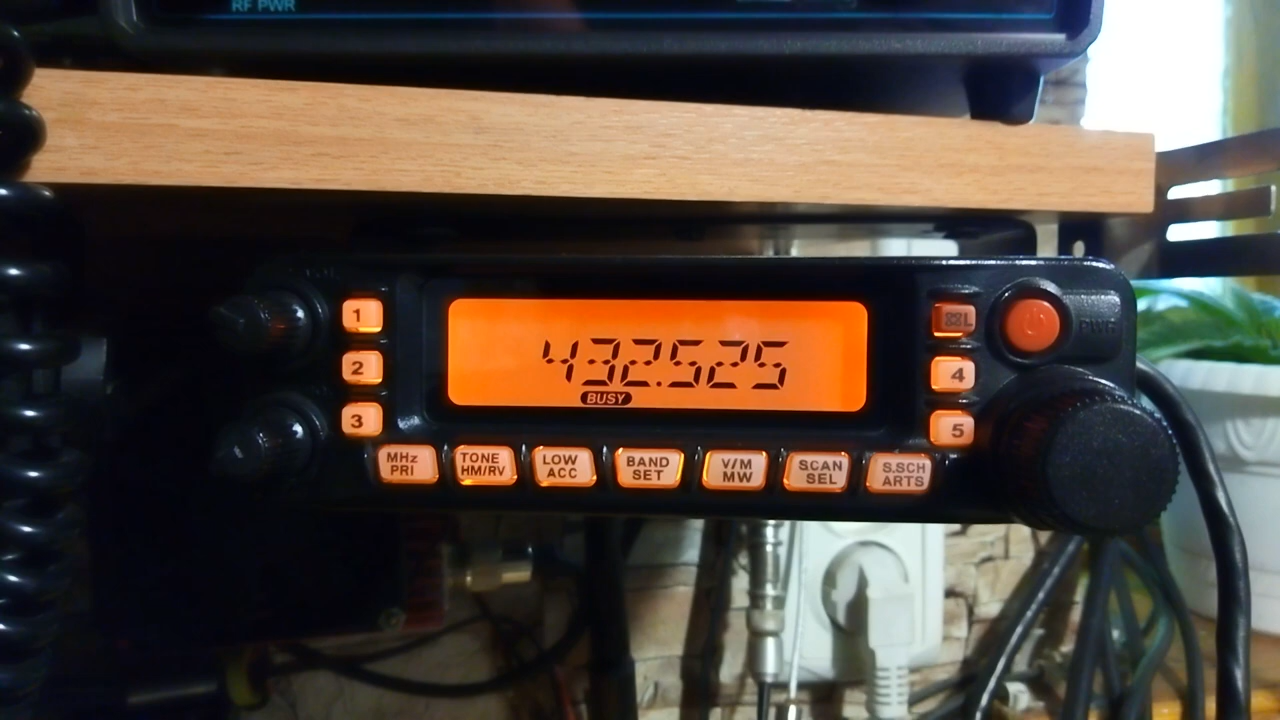 RF PWR
1
2
3
432.525
BUSY
L
4
5
PWR
MHz
PRI
TONE
HM/RV
LOW
ACC
BAND
SET
V/M
MW
SCAN
SEL
S.SCH
ARTS